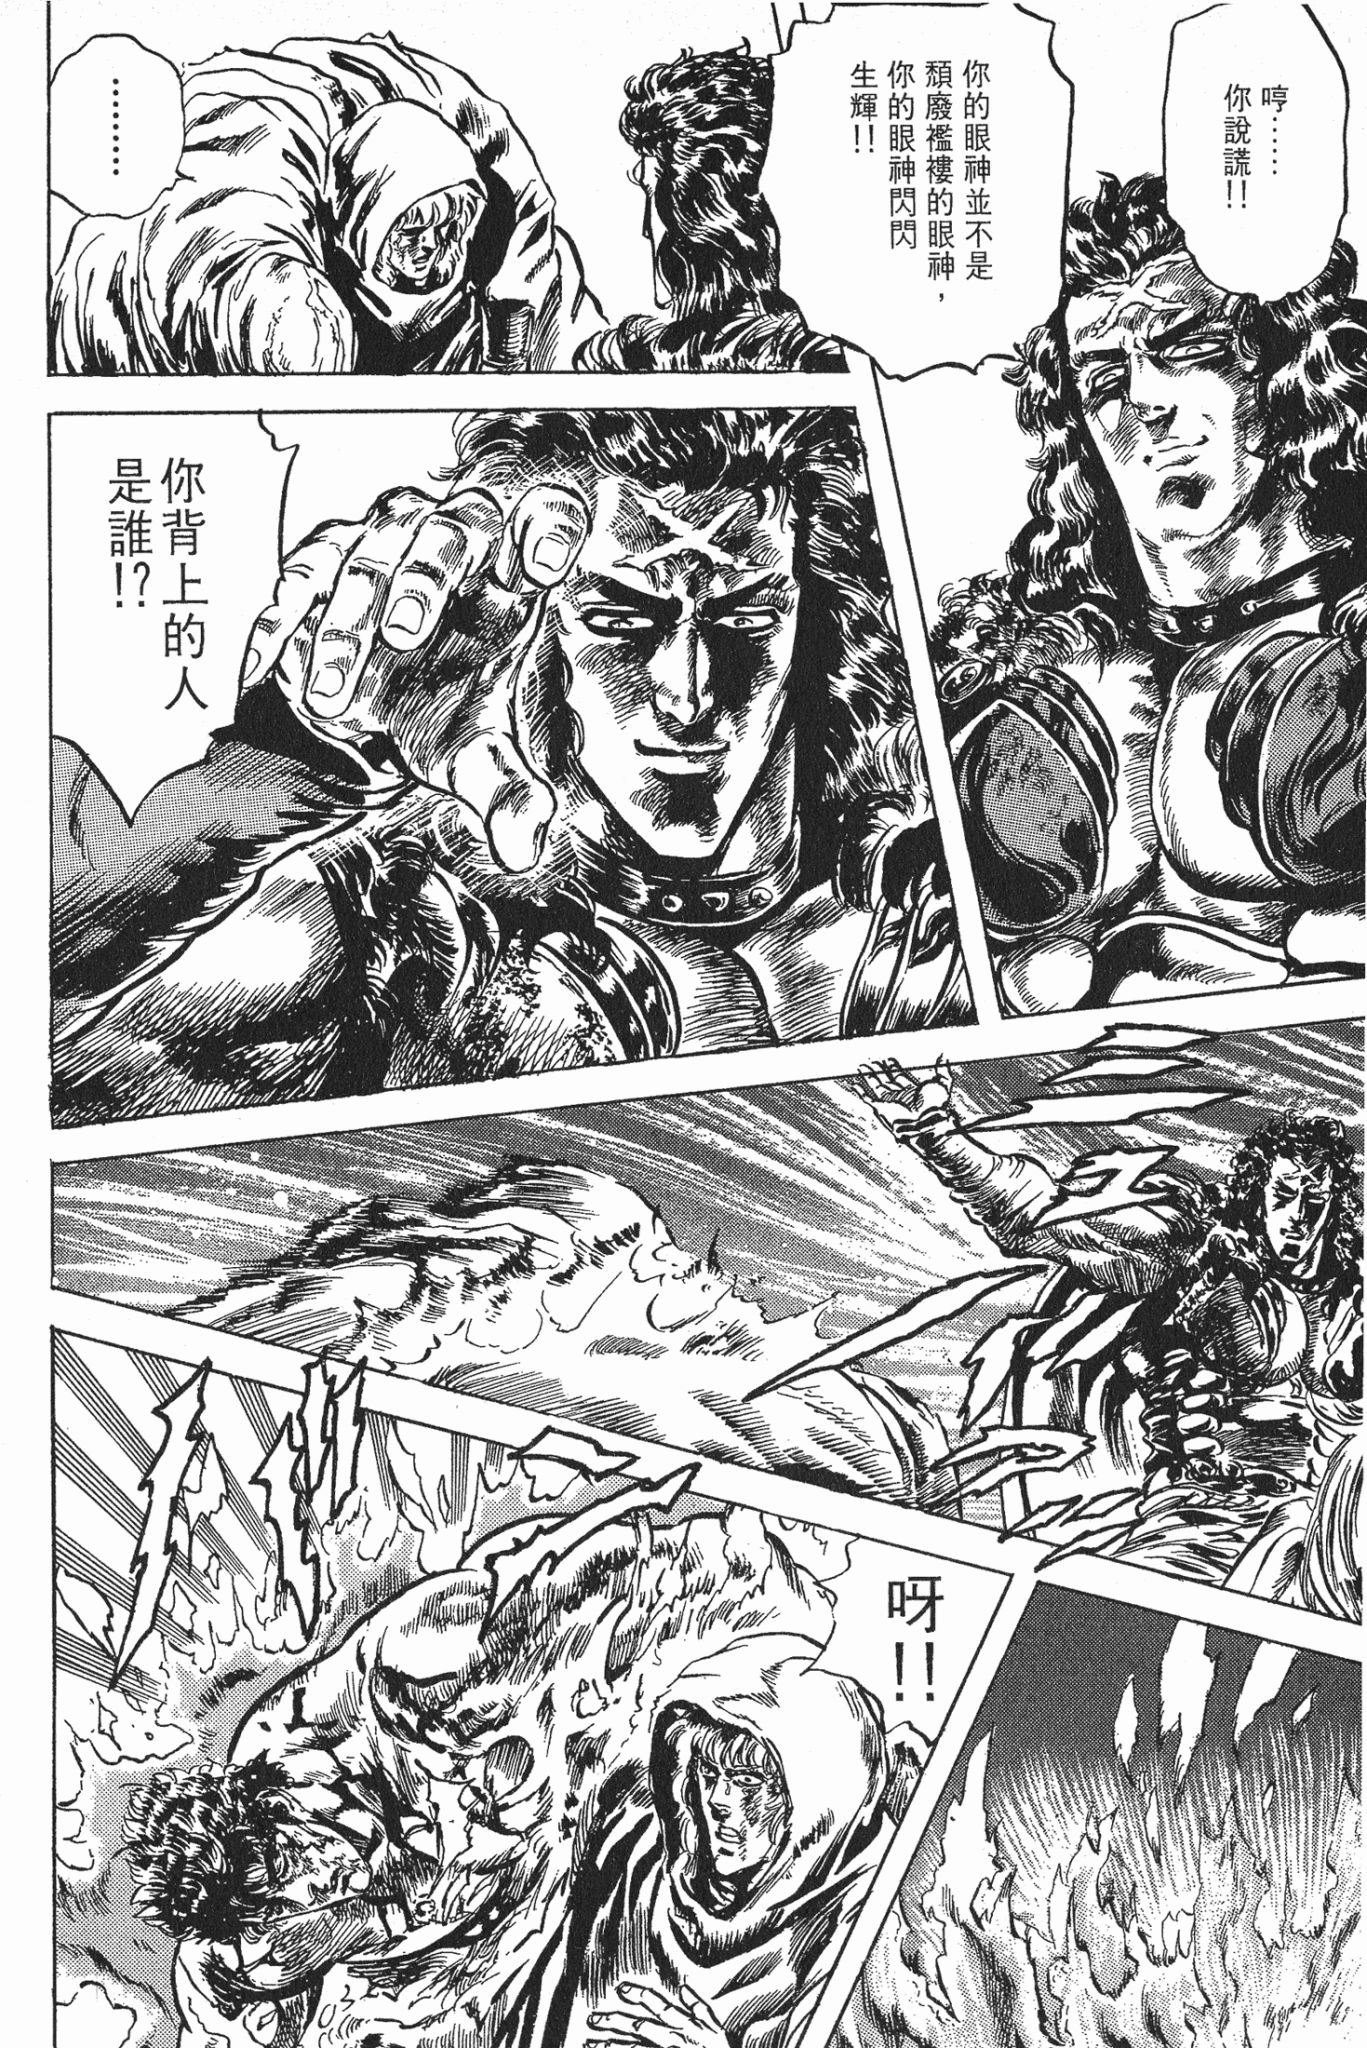 哼……
你說謊!!
你的眼神並不是
頹廢襤褸的眼神，
你的眼神閃閃
生輝!!
………
你背上的人
是誰!?
呀!!